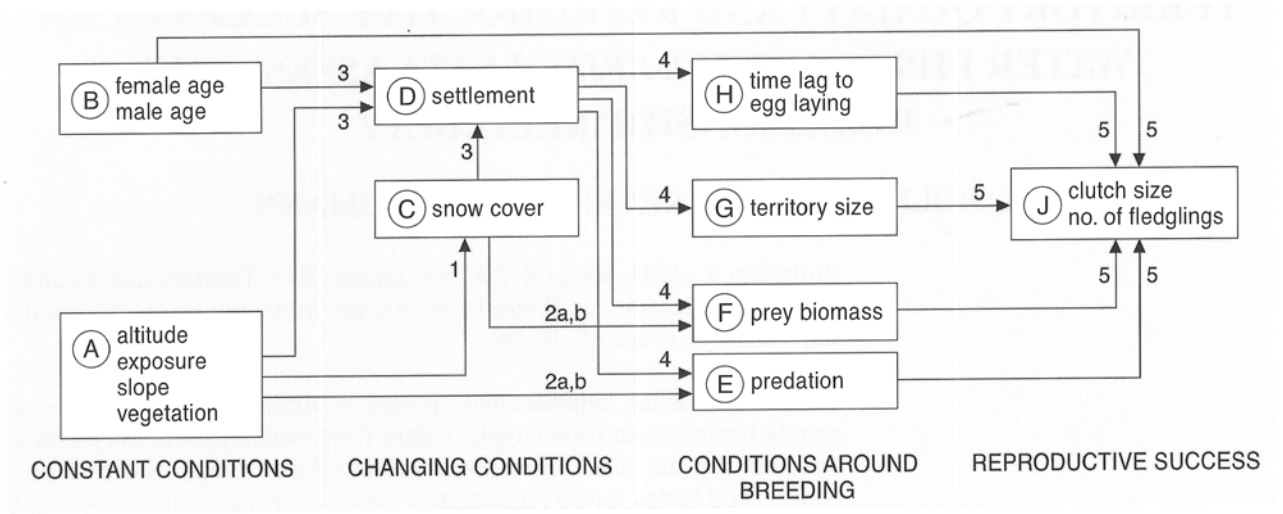 B
female age
male age
3
3
D settlement
3
C snow cover
1
A
altitude
exposure
slope
vegetation
2a,b
2a,b
4
H
time lag to
egg laying
4
G territory size
4
F prey biomass
4
E predation
5
5
5
J
clutch size
no. of fledglings
5
5
CONSTANT CONDITIONS
CHANGING CONDITIONS
CONDITIONS AROUND
BREEDING
REPRODUCTIVE SUCCESS